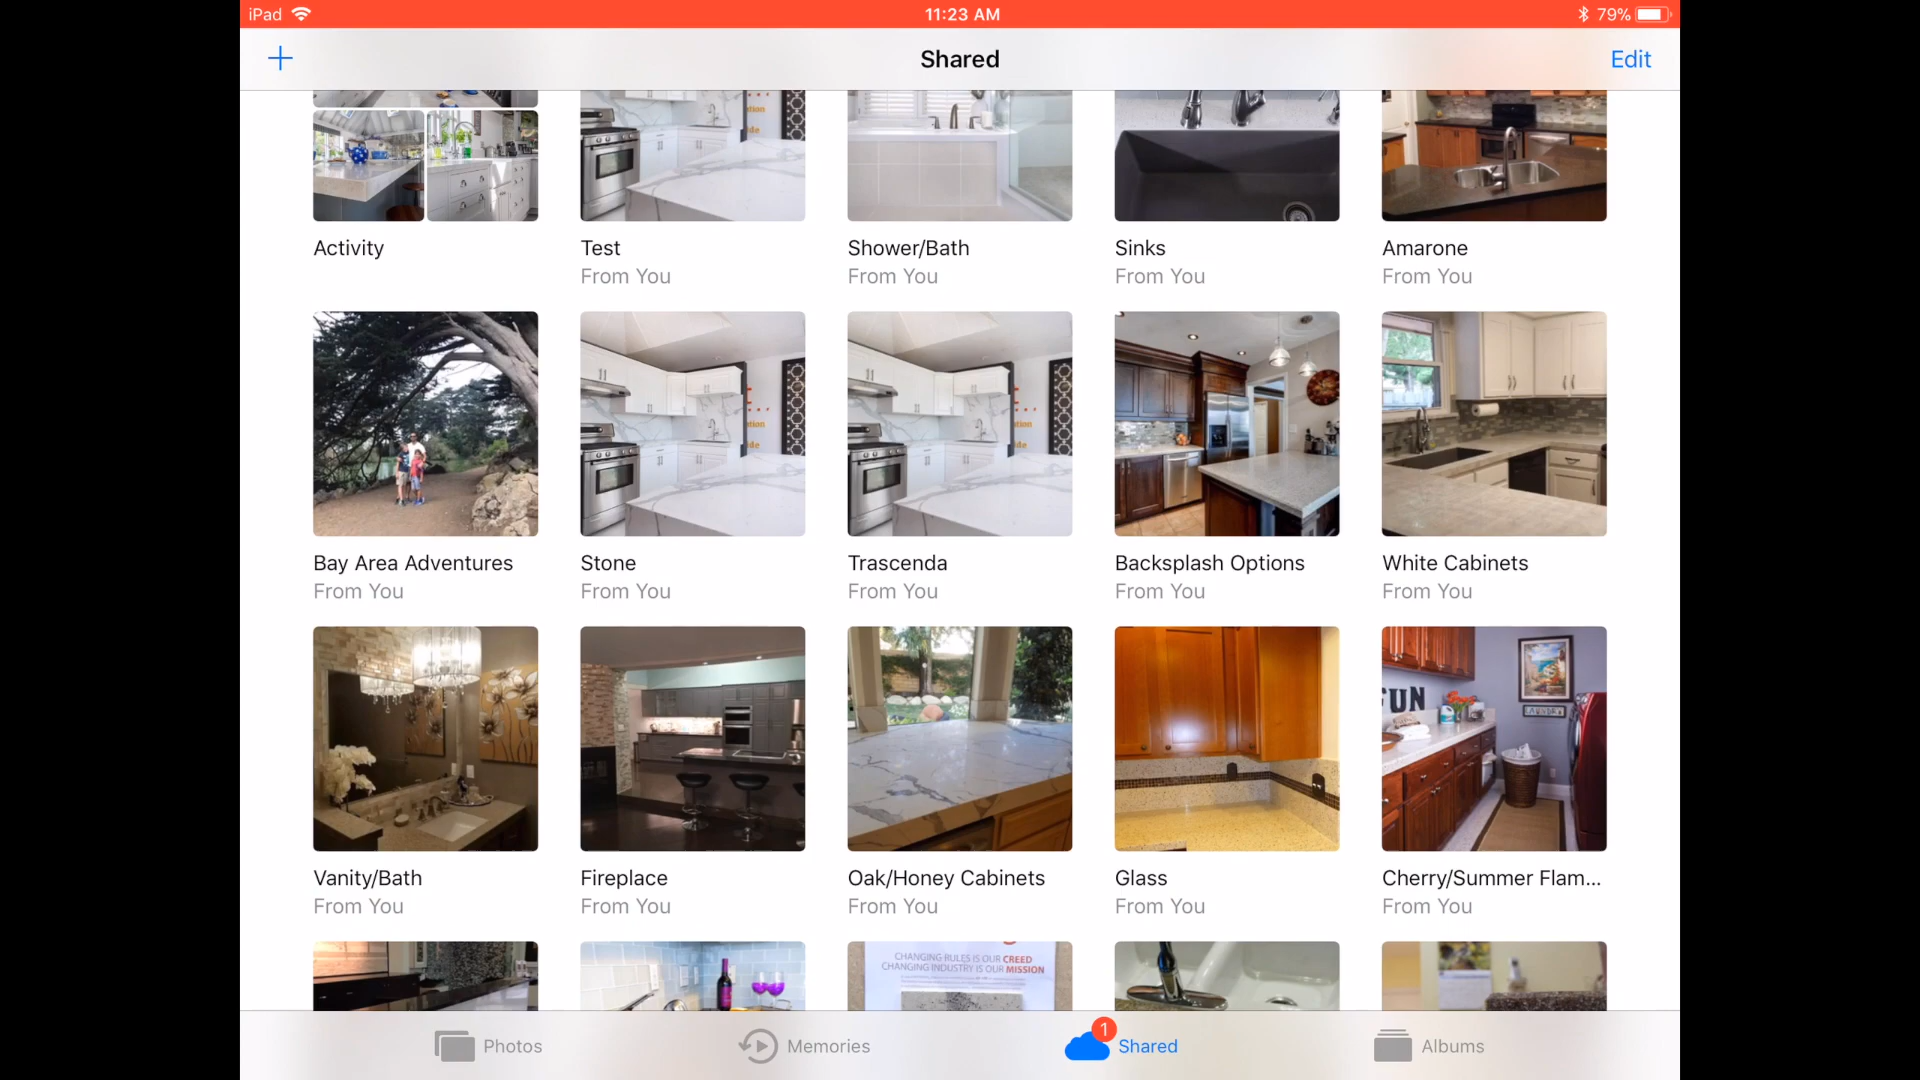 iPad
11:23 AM
79%
Shared
Edit
Activity
Test
From You
Shower/Bath
From You
Sinks
From You
Amarone
From You
Bay Area Adventures
From You
Stone
From You
Trascenda
From You
Backsplash Options
From You
White Cabinets
From You
FUN
LAUNDRY
Vanity/Bath
From You
Fireplace
From You
Oak/Honey Cabinets
From You
Glass
From You
Cherry/Summer Flam...
From You
CHANGING RULES IS OUR CREED
CHANGING INDUSTRY IS OUR MISSION
Photos
Memories
1
Shared
Albums